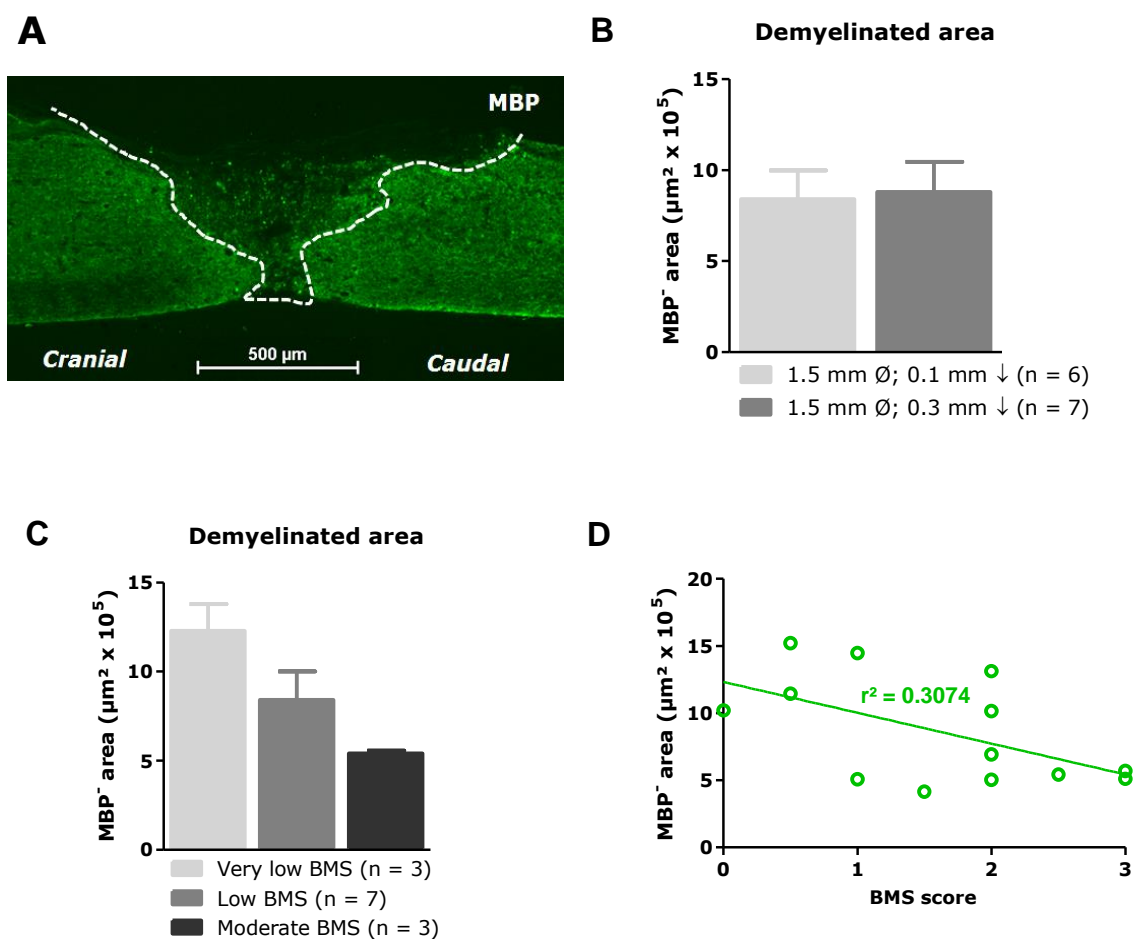 A
MBP
Cranial
500 µm
Caudal
B
Demyelinated area
MBP⁻ area (µm² x 10⁵)
15
10
5
0
1.5 mm Ø; 0.1 mm ↓ (n = 6)
1.5 mm Ø; 0.3 mm ↓ (n = 7)
C
Demyelinated area
MBP⁻ area (µm² x 10⁵)
15
10
5
0
Very low BMS (n = 3)
Low BMS (n = 7)
Moderate BMS (n = 3)
D
MBP⁻ area (µm² x 10⁵)
20
15
10
5
0
r² = 0.3074
0 1 2 3
BMS score